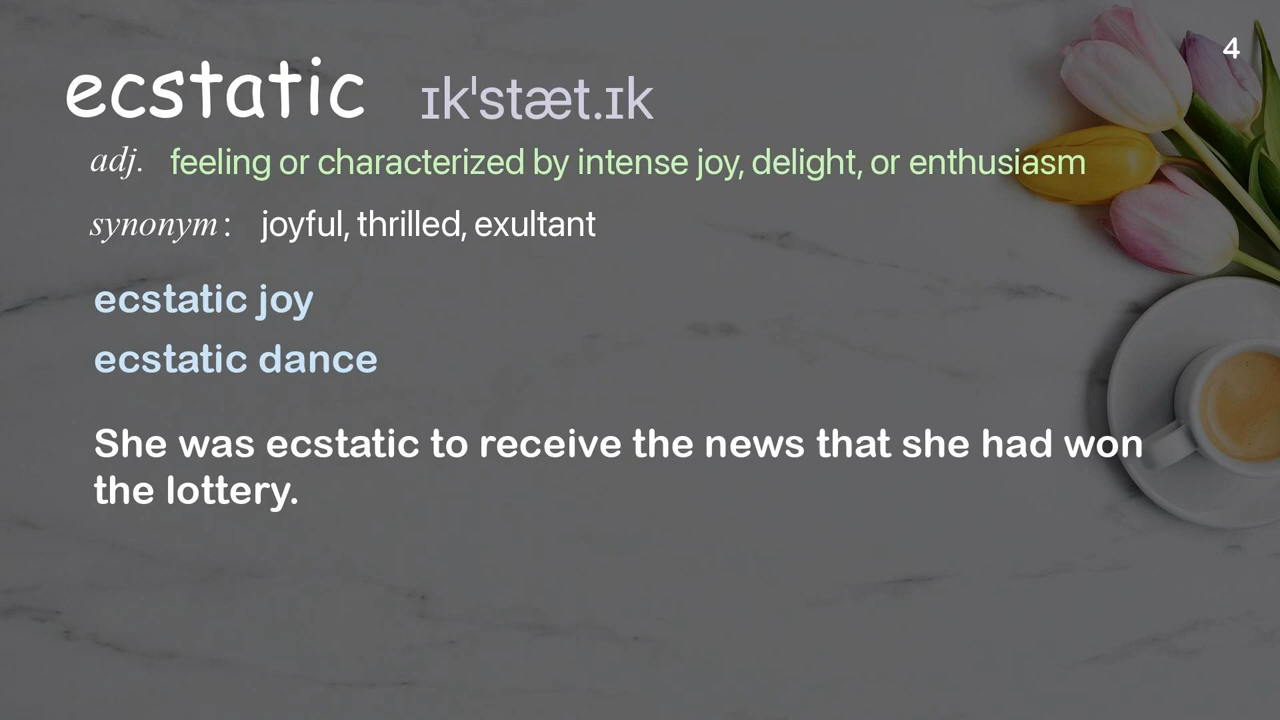 4
ecstatic ɪkˈstæt.ɪk
adj. feeling or characterized by intense joy, delight, or enthusiasm
synonym: joyful, thrilled, exultant
ecstatic joy
ecstatic dance
She was ecstatic to receive the news that she had won
the lottery.